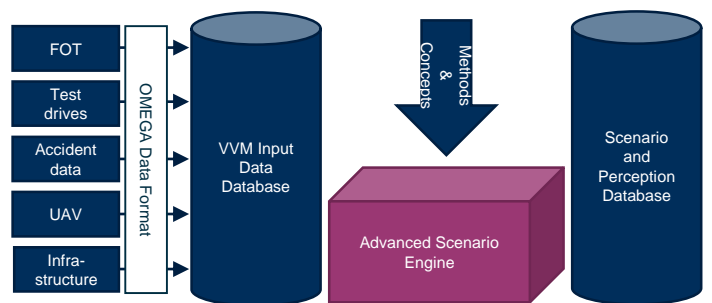 FOT
Test
drives
Accident
data
UAV
Infra-
structure
OMEGA Data Format
VVM Input
Data
Database
Methods
&
Concepts
Advanced Scenario
Engine
Scenario
and
Perception
Database